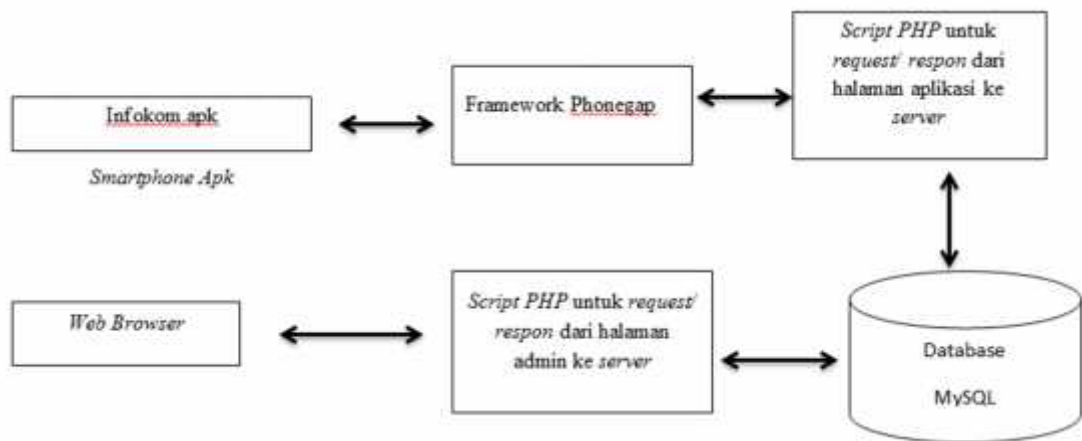 Infokom apk
Smartphone Apk
Framework Phonegap
Script PHP untuk
request/ respon dari
halaman aplikasi ke
server
Web Browser
Script PHP untuk request/
respon dari halaman
admin ke server
Database
MySQL